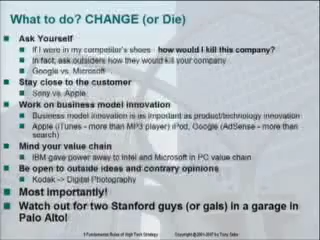 What to do? CHANGE (or Die)
Ask Yourself
If I were in my competitor's shoes - how would I kill this company?
In fact, ask outsiders how they would kill your company
Google vs. Microsoft
Stay close to the customer
Sony vs. Apple
Work on business model innovation
Business model innovation is as important as product/technology innovation
Apple (iTunes - more than MP3 player) iPod, Google (AdSense - more than
search)
Mind your value chain
IBM gave power away to Intel and Microsoft in PC value chain
Be open to outside ideas and contrary opinions
Kodak -> Digital Photography
Most importantly!
Watch out for two Stanford guys (or gals) in a garage in
Palo Alto!
Fundamental Rules of High Tech Strategy
Copyright @2001-2007 by Tony Seba